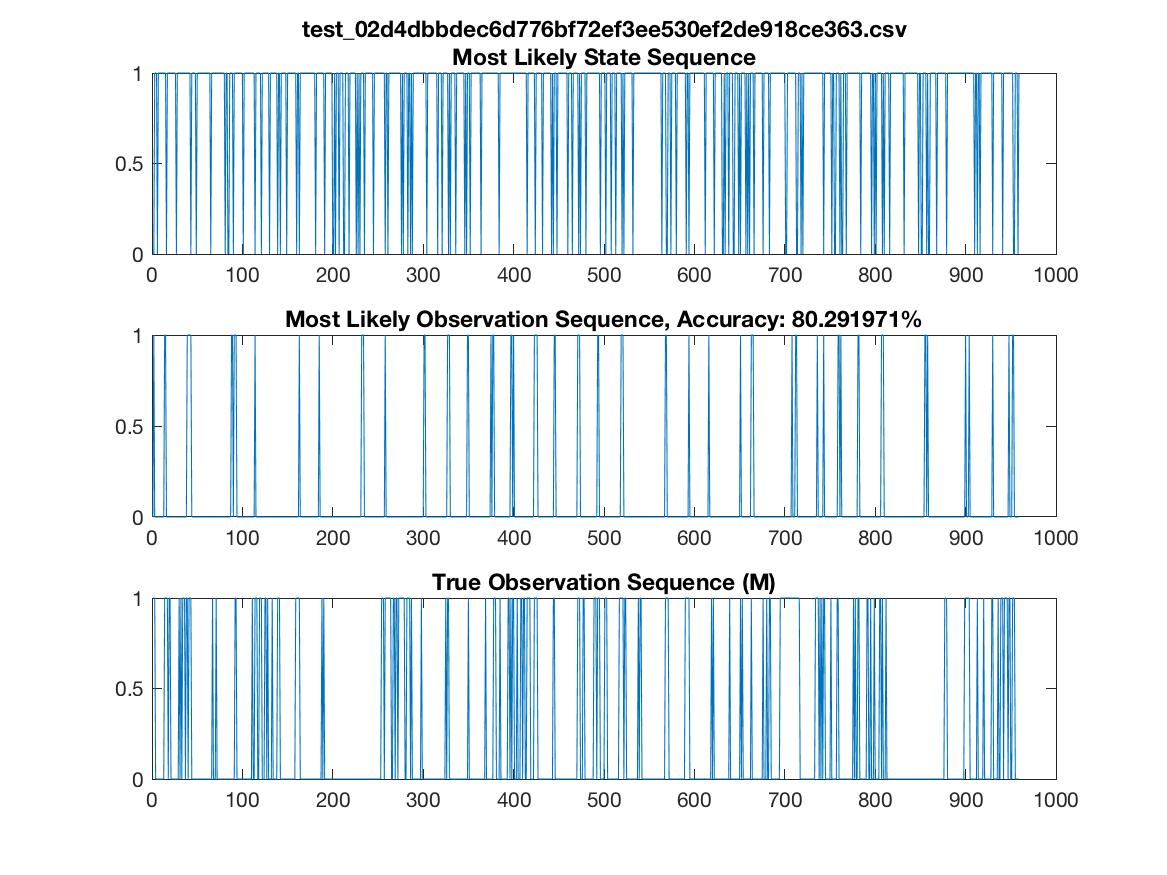 test_02d4dbbdec6d776bf72ef3ee530ef2de918ce363.csv
Most Likely State Sequence
1
0.5
0
0 100 200 300 400 500 600 700 800 900 1000
Most Likely Observation Sequence, Accuracy: 80.291971%
1
0.5
0
0 100 200 300 400 500 600 700 800 900 1000
True Observation Sequence (M)
1
0.5
0
0 100 200 300 400 500 600 700 800 900 1000